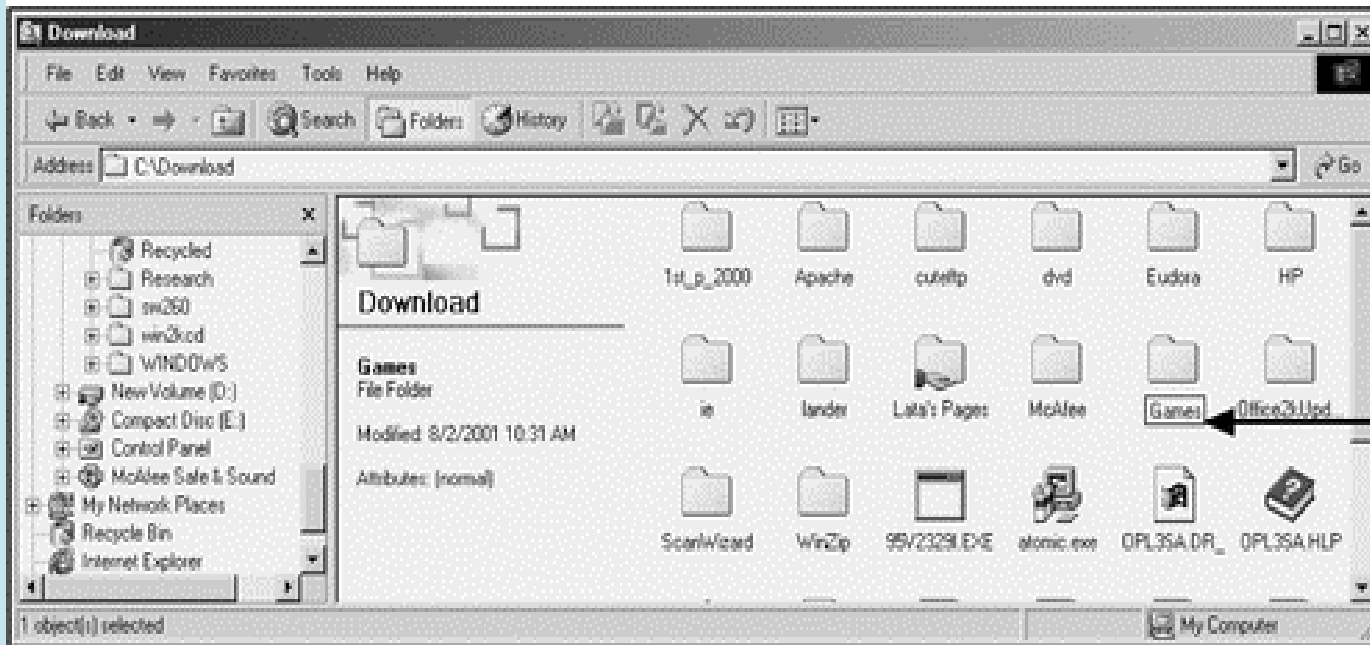 Download
File Edit View Favorites Tools Help
Back Search Folders History
Address C:\Download Go
Folders
Recycled
Research
sw260
win2kcd
WINDOWS
New Volume (D:)
Compact Disc (E:)
Control Panel
McAfee Safe & Sound
My Network Places
Recycle Bin
Internet Explorer
Download
Games
File Folder
Modified: 8/2/2001 10:31 AM
Attributes: (normal)
1st_p_2000 Apache cuteftp dvd Eudora HP
ie lander Lata's Pages McAfee Games Office2kUpd...
ScanWizard WinZip atomic.exe OPL3SA.DR_ OPL3SA.HLP
1 object(s) selected My Computer